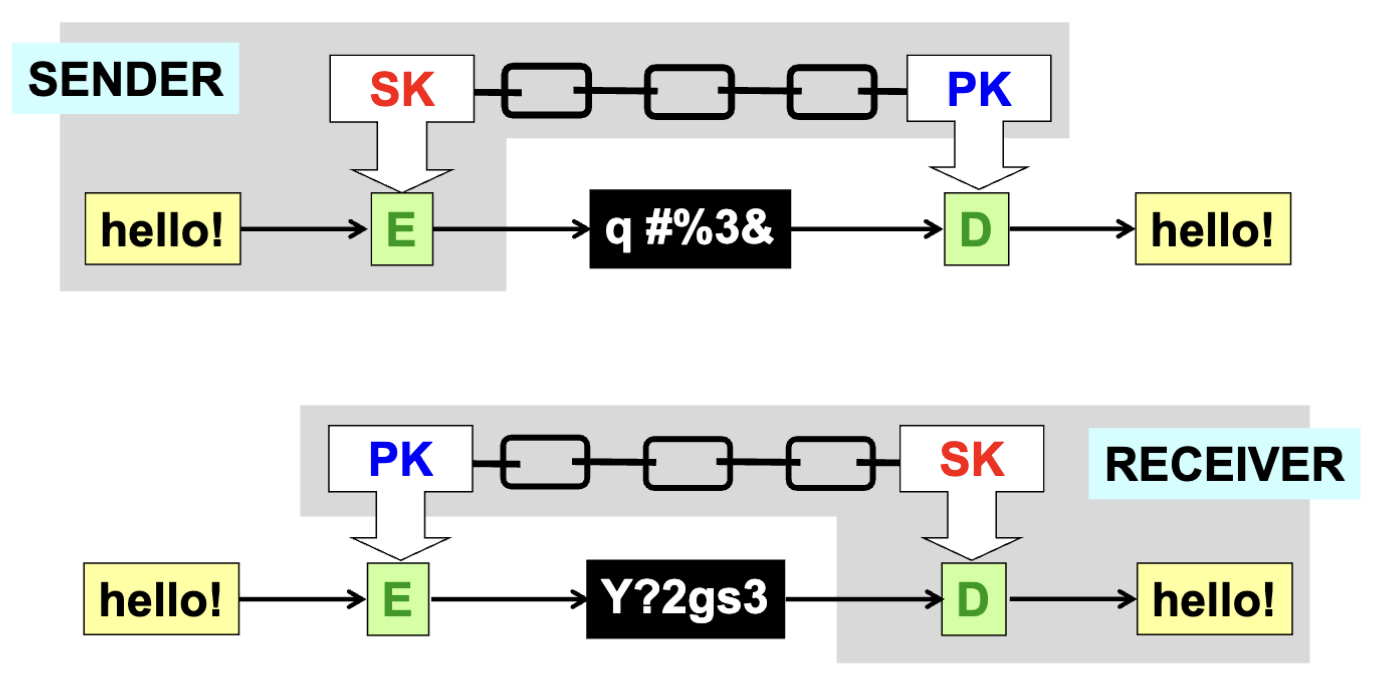 SENDER
SK
PK
hello!
E
q #%3&
D
hello!
PK
SK
RECEIVER
hello!
E
Y?2gs3
D
hello!